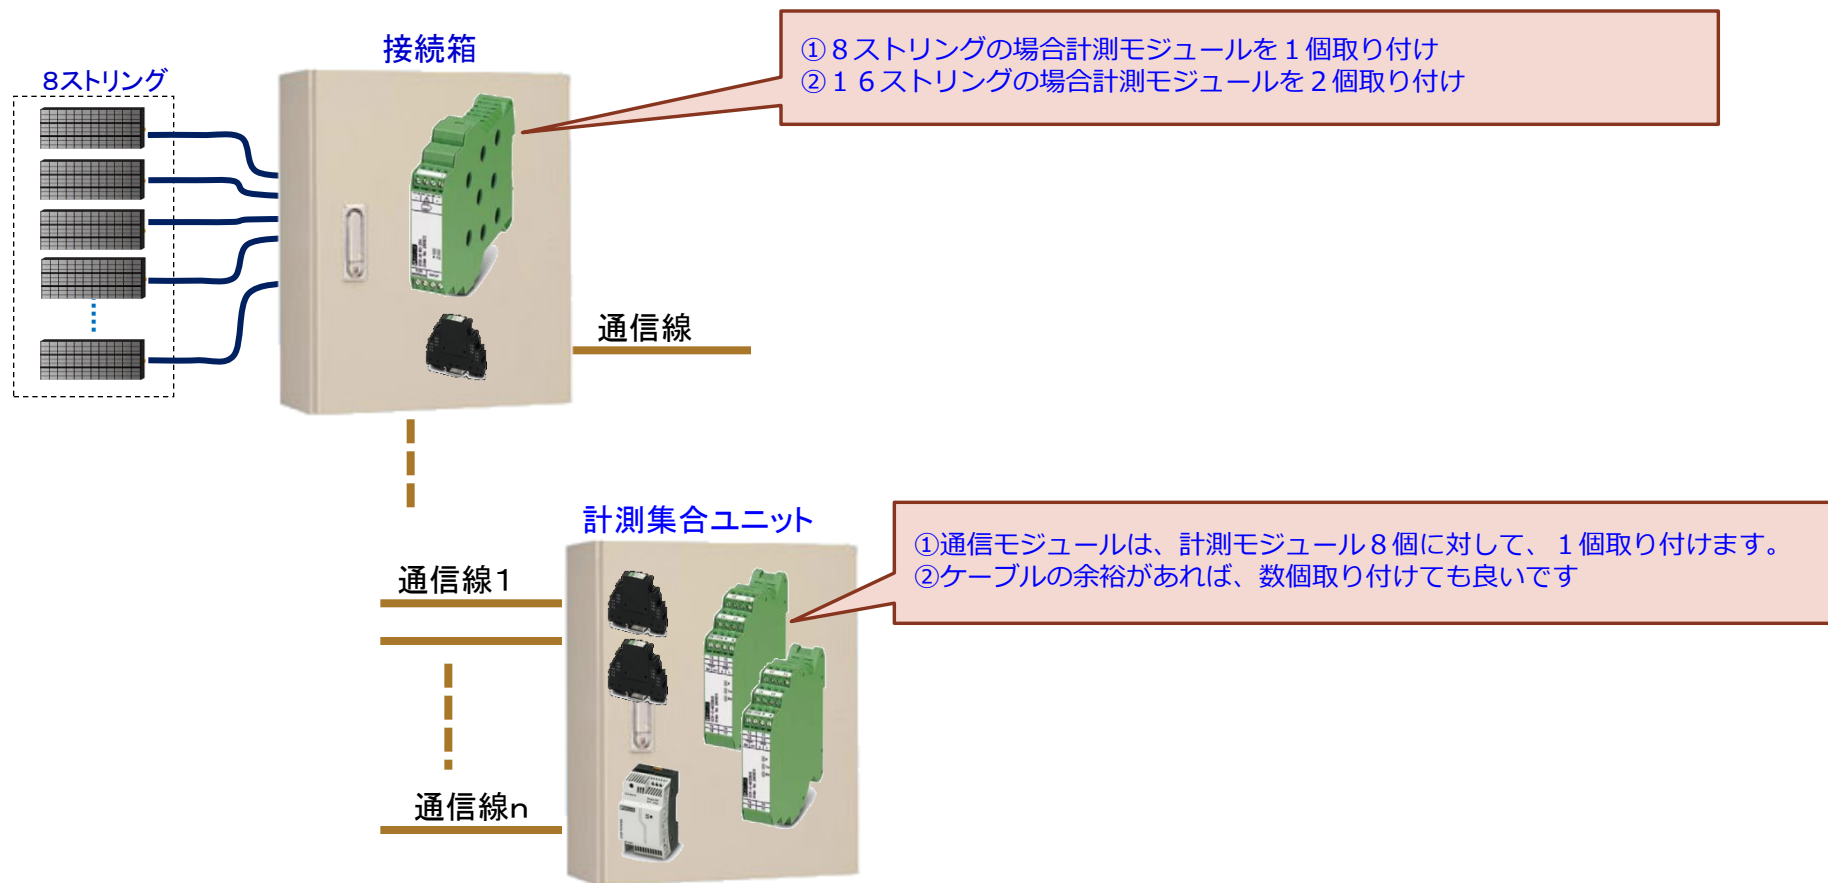 接続箱
8ストリング
①８ストリングの場合計測モジュールを１個取り付け
②１６ストリングの場合計測モジュールを２個取り付け
通信線
計測集合ユニット
①通信モジュールは、計測モジュール８個に対して、１個取り付けます。
②ケーブルの余裕があれば、数個取り付けても良いです
通信線1
通信線n